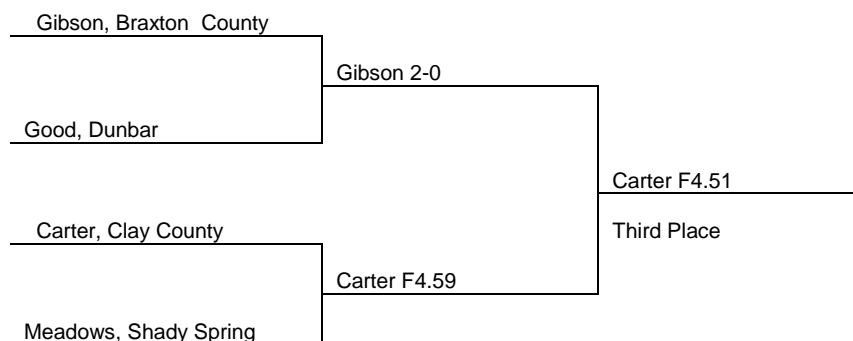 Gibson, Braxton County
Gibson 2-0
Good, Dunbar
Carter F4.51
Carter, Clay County
Third Place
Carter F4.59
Meadows, Shady Spring